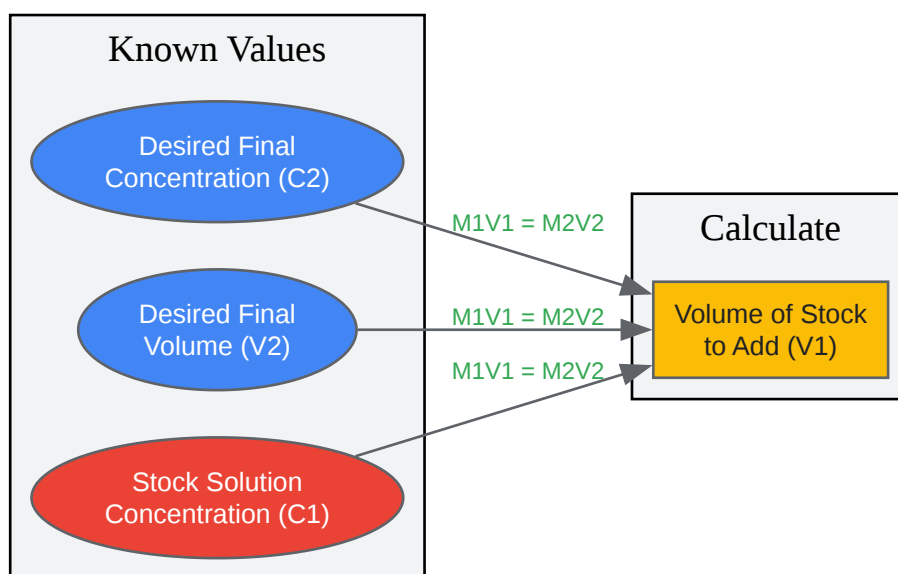 Known Values
Desired Final
Concentration (C2)
M1V1 = M2V2
Calculate
Desired Final
Volume (V2)
M1V1 = M2V2
Volume of Stock
to Add (V1)
M1V1 = M2V2
Stock Solution
Concentration (C1)